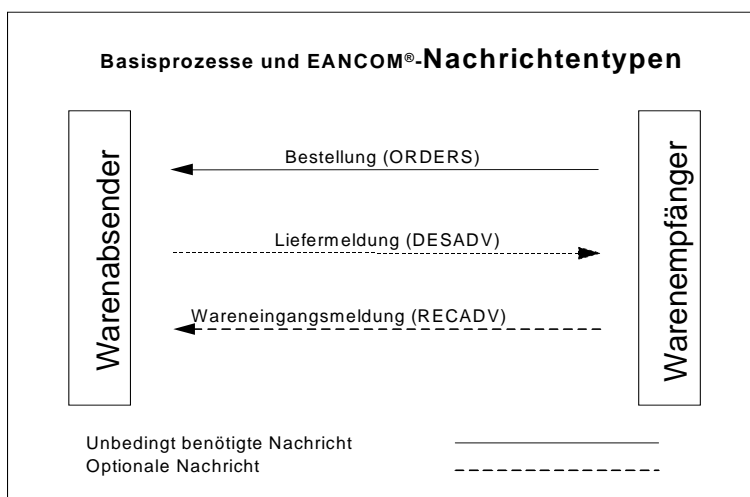 Basisprozesse und EANCOM®-Nachrichtentypen
Warenabsender
Warenempfänger
Bestellung (ORDERS)
Liefermeldung (DESADV)
Wareneingangsmeldung (RECADV)
Unbedingt benötigte Nachricht
Optionale Nachricht